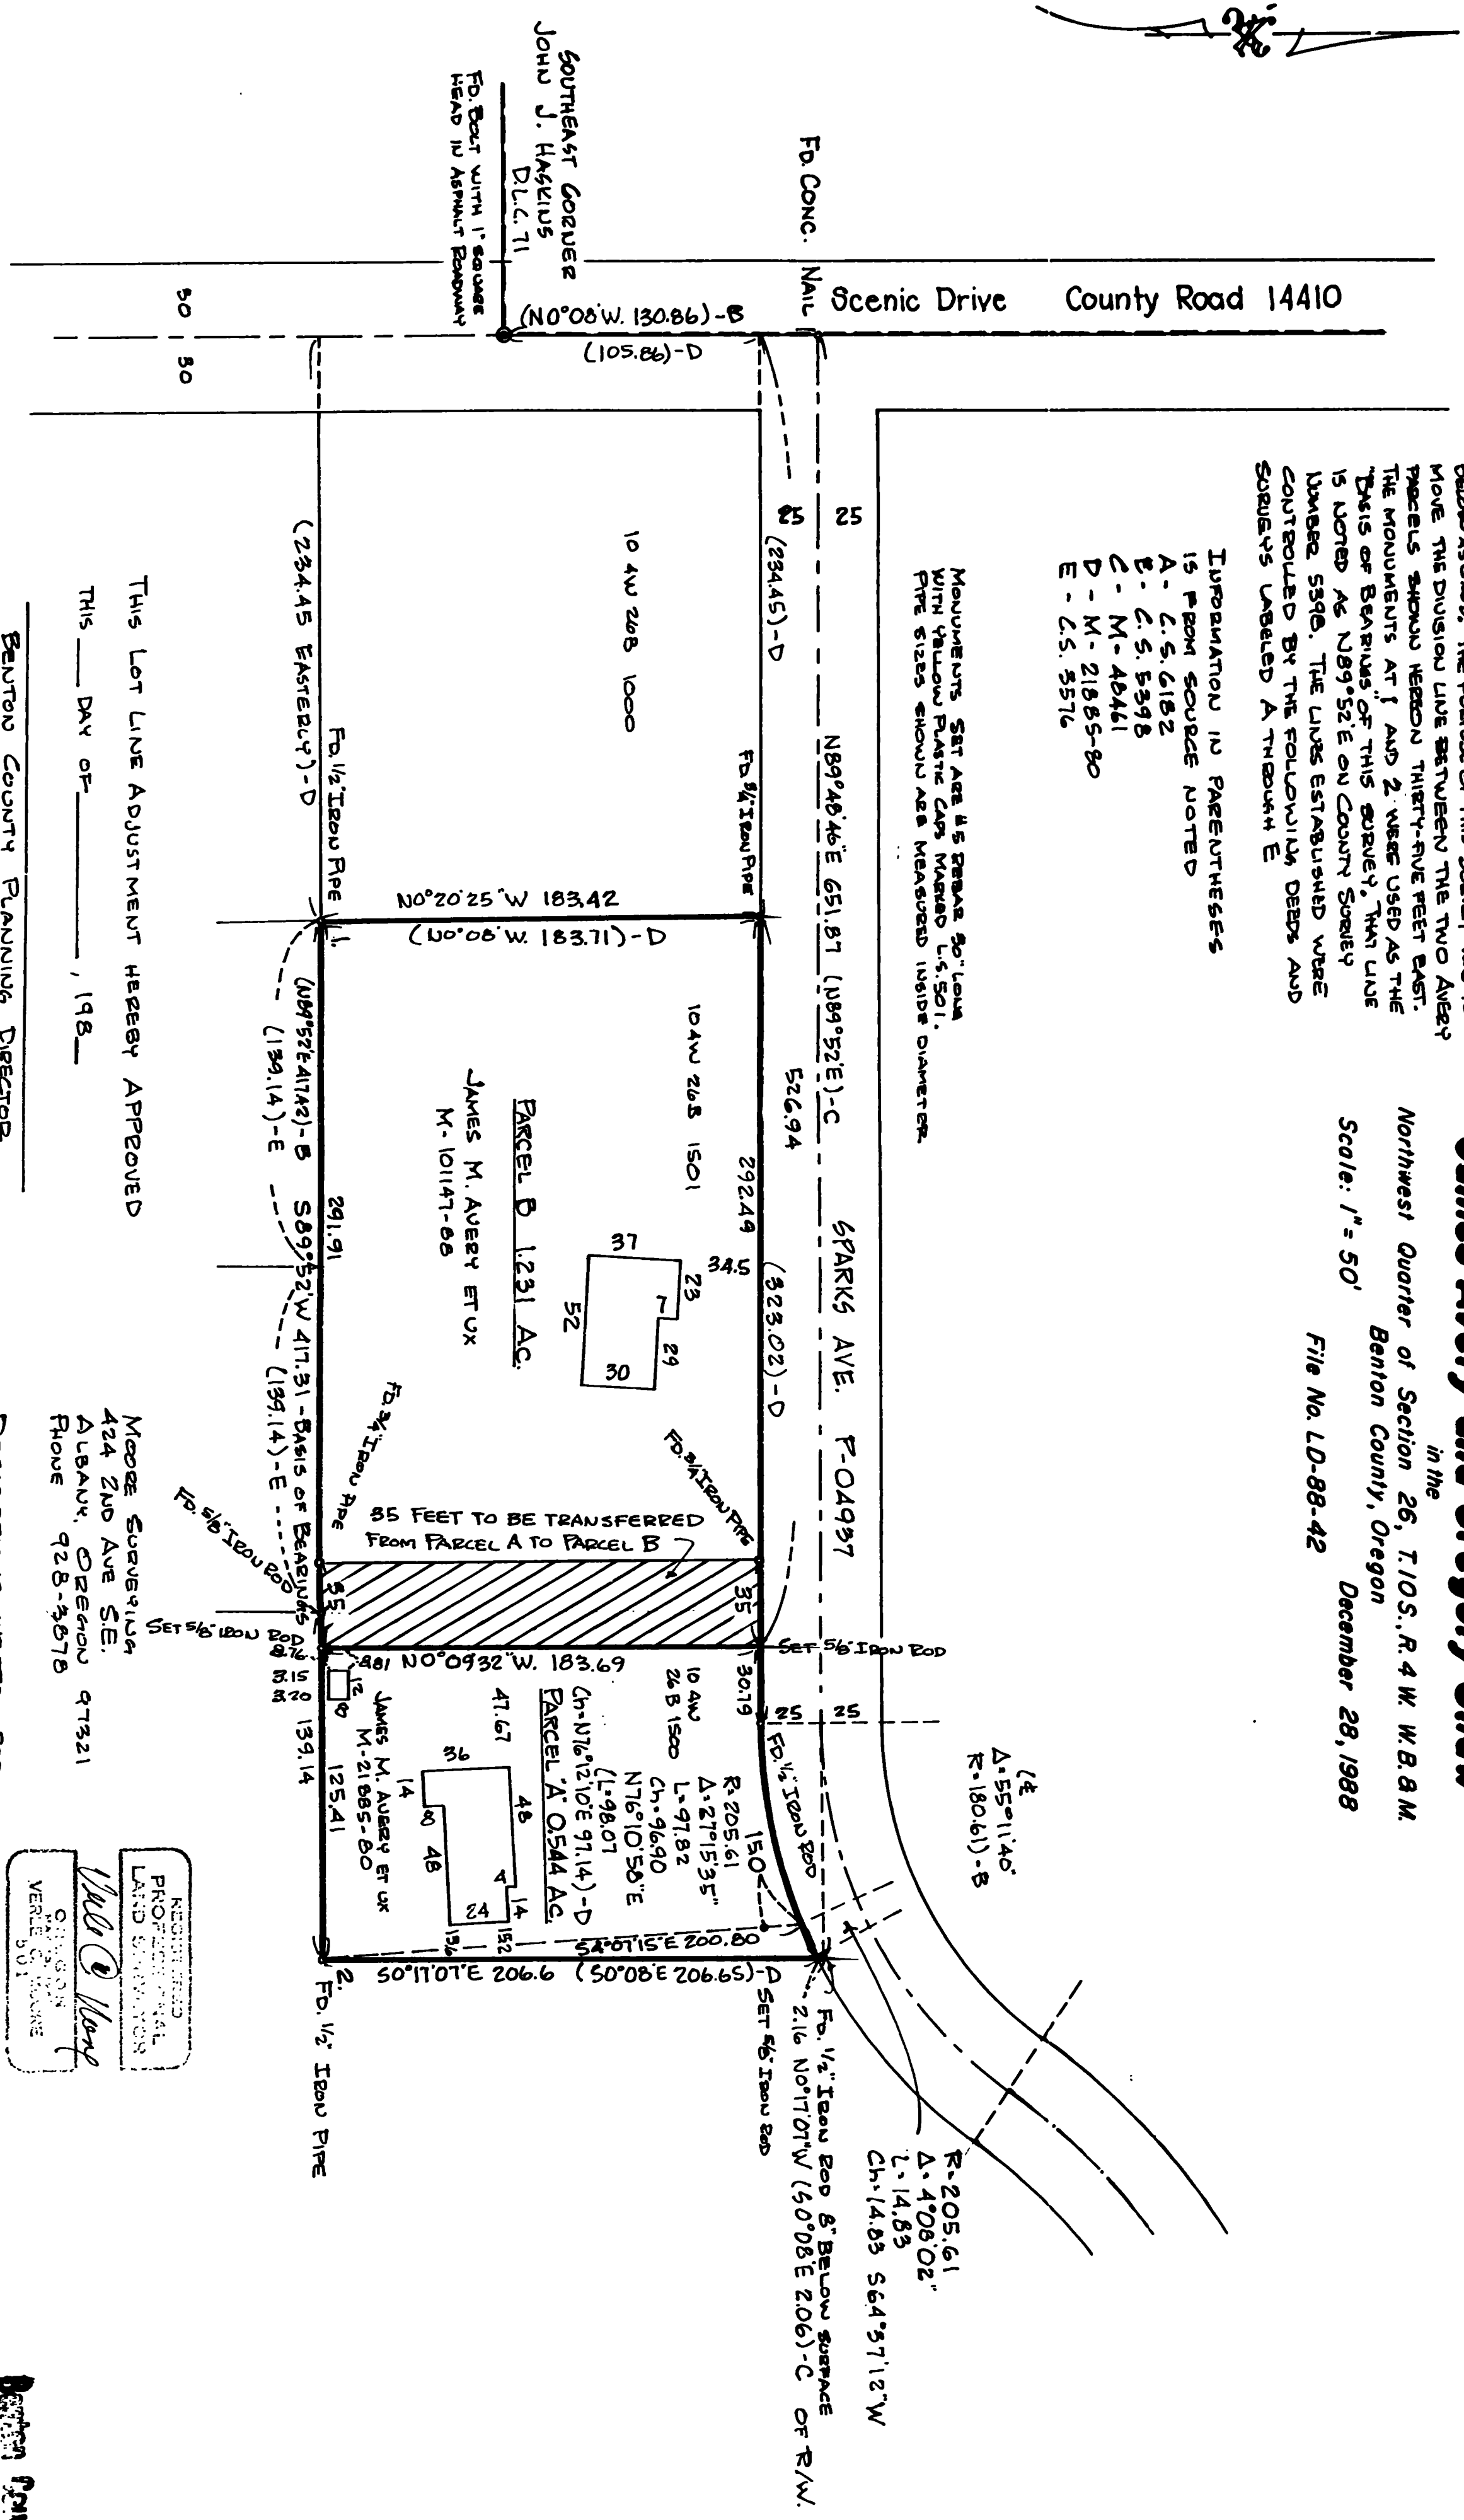 in the
Northwest Quarter of Section 26, T.10S., R. 4 W. W.B.& M.
Benton County, Oregon
Scale: 1" = 50'
File No. LD-88-42
December 28, 1988
MOVE THE DIVISION LINE BETWEEN THE TWO AVERY
PARCELS SHOWN HEREON THIRTY-FIVE FEET EAST.
THE MONUMENTS AT 1 AND 2 WERE USED AS THE
"BASIS OF BEARINGS" OF THIS SURVEY. THAT LINE
IS NOTED AS N89°52'E ON COUNTY SURVEY
NUMBER 5398. THE LINES ESTABLISHED WERE
CONTROLLED BY THE FOLLOWING DEEDS AND
SURVEYS LABELED A THROUGH E
INFORMATION IN PARENTHESES
IS FROM SOURCE NOTED
A - C.S. 6182
B - C.S. 5398
C - M-48461
D - M-21885-80
E - C.S. 3576
MONUMENTS SET ARE #5 REBAR 30" LONG
WITH YELLOW PLASTIC CAPS MARKED L.S. 501.
PIPE SIZES SHOWN ARE MEASURED INSIDE DIAMETER
Scenic Drive County Road 14410
FD. CONC. NAIL
SOUTHEAST CORNER
JOHN J. HASKINS
D.L.C. 71
FD. BOLT WITH 1" SQUARE
HEAD IN ASPHALT ROADWAY
(N0°08'W. 130.86)-B
(105.86)-D
30
30
25
25
(234.45)-D
10 4W 26B 1000
(234.45 EASTERLY)-D
FD. 1/2" IRON PIPE
FD. 3/4" IRON PIPE
N0°20'25"W 183.42
(N0°08'W. 183.71)-D
1.
N89°48'46"E 651.87 (N89°52'E)-C
SPARKS AVE. P-04937
526.94
292.49
(323.02)-D
10 4W 26B 1501
PARCEL B 1.231 AC.
JAMES M. AVERY ET UX
M-101147-88
34.5
37
23
7
29
52
30
291.91
(N89°52'E 417.42)-B S89°52'W 417.31 - BASIS OF BEARINGS
(139.14)-E
(139.14)-E
FD. 3/4" IRON PIPE
FD. 3/4" IRON PIPE
FD. 5/8" IRON ROD
35 FEET TO BE TRANSFERRED
FROM PARCEL A TO PARCEL B
35
35
SET 5/8" IRON ROD
SET 5/8" IRON ROD
N0°09'32"W. 183.69
30.79
8.81
12
8
3.15
3.20
139.14
125.41
JAMES M. AVERY ET UX
M-21885-80
10 4W
26B 1500
47.67
PARCEL "A" 0.544 AC.
36
48
14
8
48
4
14
24
15.2
R=205.61
Δ=27°15'35"
L=97.82
Ch=96.90
N76°10'58"E
(L=98.07
Ch=N76°12'10"E 97.14)-D
25
25
FD. 1/2" IRON ROD
150
(℄
Δ=55°11'40"
R=180.61)-B
S4°07'15"E 200.80
S0°17'07"E 206.6 (S0°08'E 206.65)-D
SET 5/8" IRON ROD
2.
FD. 1/2" IRON PIPE
FD. 1/2" IRON ROD 8" BELOW SURFACE
2.16 N0°17'07"W (S0°08'E 2.06)-C OF R/W.
R=205.61
Δ=4°08'02"
L=14.83
Ch=14.83 S64°37'12"W
THIS LOT LINE ADJUSTMENT HEREBY APPROVED
THIS ____ DAY OF ________, 198_
BENTON COUNTY PLANNING DIRECTOR
MOORE SURVEYING
424 2ND AVE S.E.
ALBANY, OREGON 97321
PHONE 928-3878
REGISTERED
PROFESSIONAL
LAND SURVEYOR
OREGON
501